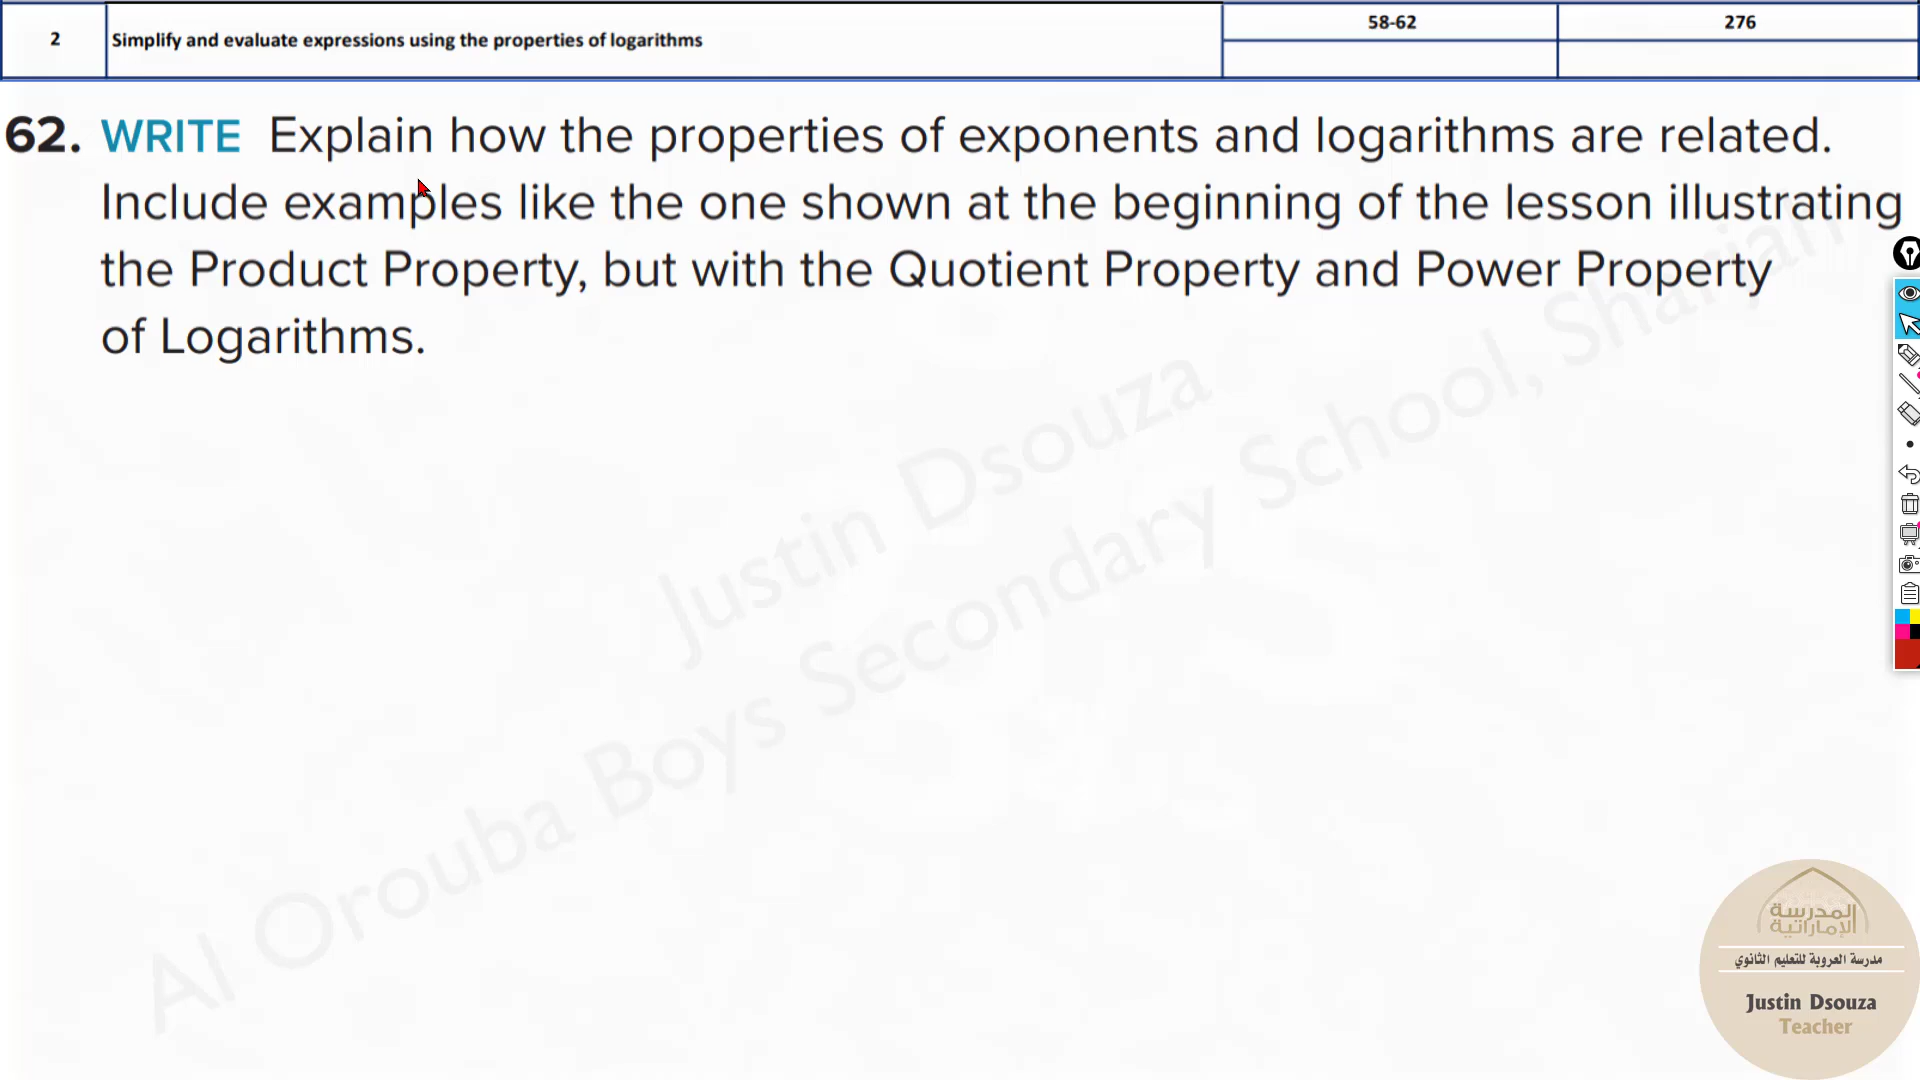 2 Simplify and evaluate expressions using the properties of logarithms 58-62 276
62. WRITE Explain how the properties of exponents and logarithms are related.
Include examples like the one shown at the beginning of the lesson illustrating
the Product Property, but with the Quotient Property and Power Property
of Logarithms.
Justin Dsouza
Al Orouba Boys Secondary School, Sharjah
المدرسة
الإماراتية
مدرسة العروبة للتعليم الثانوي
Justin Dsouza
Teacher